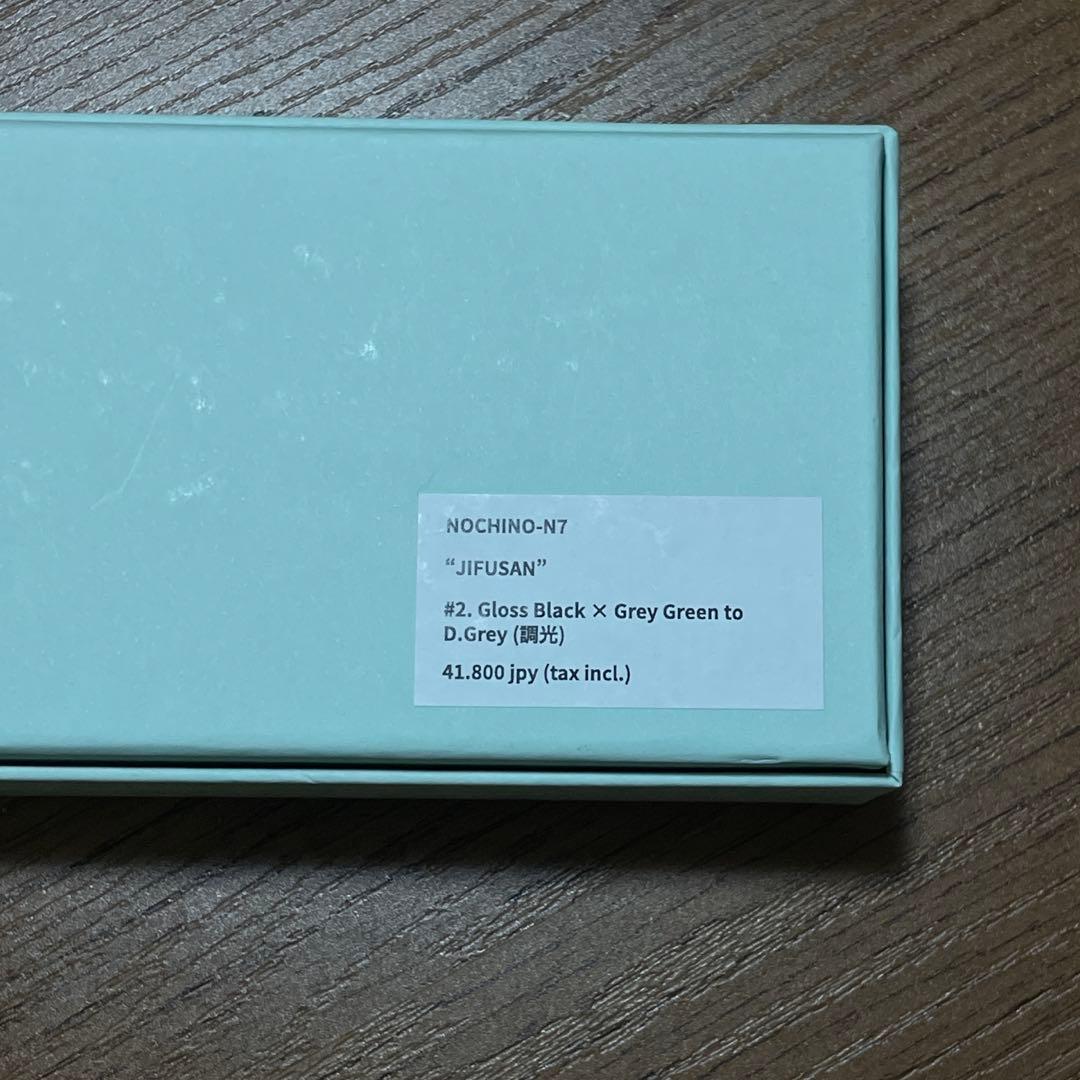 NOCHINO-N7
“JIFUSAN”
#2. Gloss Black × Grey Green to
D.Grey (調光)
41.800 jpy (tax incl.)